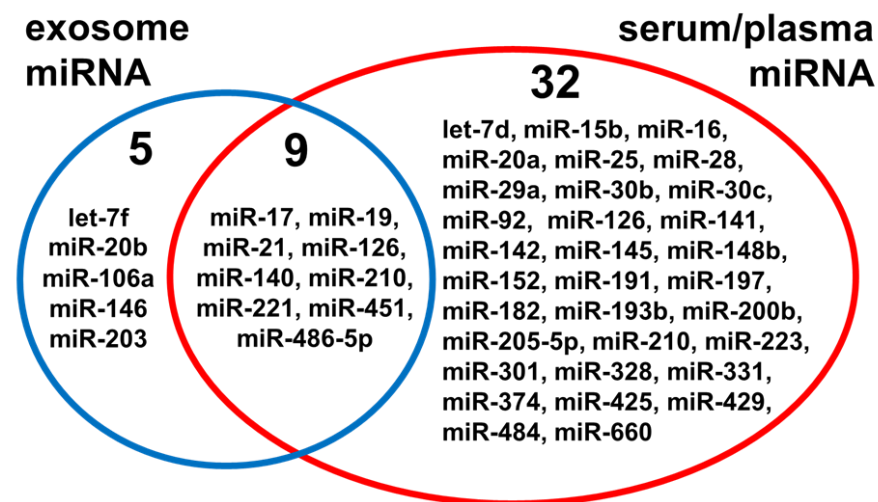 exosome
miRNA
serum/plasma
miRNA
5
9
32
let-7f
miR-20b
miR-106a
miR-146
miR-203
miR-17, miR-19,
miR-21, miR-126,
miR-140, miR-210,
miR-221, miR-451,
miR-486-5p
let-7d, miR-15b, miR-16,
miR-20a, miR-25, miR-28,
miR-29a, miR-30b, miR-30c,
miR-92, miR-126, miR-141,
miR-142, miR-145, miR-148b,
miR-152, miR-191, miR-197,
miR-182, miR-193b, miR-200b,
miR-205-5p, miR-210, miR-223,
miR-301, miR-328, miR-331,
miR-374, miR-425, miR-429,
miR-484, miR-660